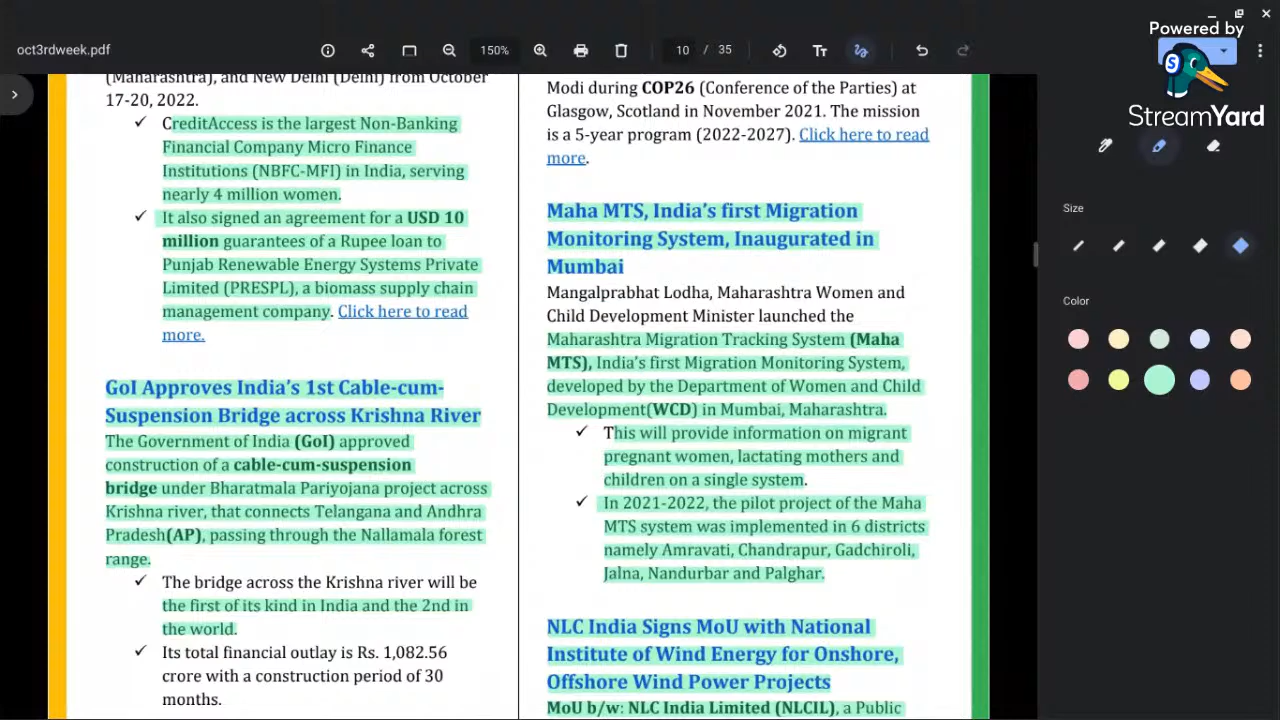 Powered by
StreamYard
oct3rdweek.pdf
150%
10 / 35
(Maharashtra), and New Delhi (Delhi) from October
17-20, 2022.
✓ CreditAccess is the largest Non-Banking
Financial Company Micro Finance
Institutions (NBFC-MFI) in India, serving
nearly 4 million women.
✓ It also signed an agreement for a USD 10
million guarantees of a Rupee loan to
Punjab Renewable Energy Systems Private
Limited (PRESPL), a biomass supply chain
management company. Click here to read
more.
GoI Approves India’s 1st Cable-cum-
Suspension Bridge across Krishna River
The Government of India (GoI) approved
construction of a cable-cum-suspension
bridge under Bharatmala Pariyojana project across
Krishna river, that connects Telangana and Andhra
Pradesh(AP), passing through the Nallamala forest
range.
✓ The bridge across the Krishna river will be
the first of its kind in India and the 2nd in
the world.
✓ Its total financial outlay is Rs. 1,082.56
crore with a construction period of 30
months.
Modi during COP26 (Conference of the Parties) at
Glasgow, Scotland in November 2021. The mission
is a 5-year program (2022-2027). Click here to read
more.
Maha MTS, India’s first Migration
Monitoring System, Inaugurated in
Mumbai
Mangalprabhat Lodha, Maharashtra Women and
Child Development Minister launched the
Maharashtra Migration Tracking System (Maha
MTS), India’s first Migration Monitoring System,
developed by the Department of Women and Child
Development(WCD) in Mumbai, Maharashtra.
✓ This will provide information on migrant
pregnant women, lactating mothers and
children on a single system.
✓ In 2021-2022, the pilot project of the Maha
MTS system was implemented in 6 districts
namely Amravati, Chandrapur, Gadchiroli,
Jalna, Nandurbar and Palghar.
NLC India Signs MoU with National
Institute of Wind Energy for Onshore,
Offshore Wind Power Projects
MoU b/w: NLC India Limited (NLCIL), a Public
Size
Color